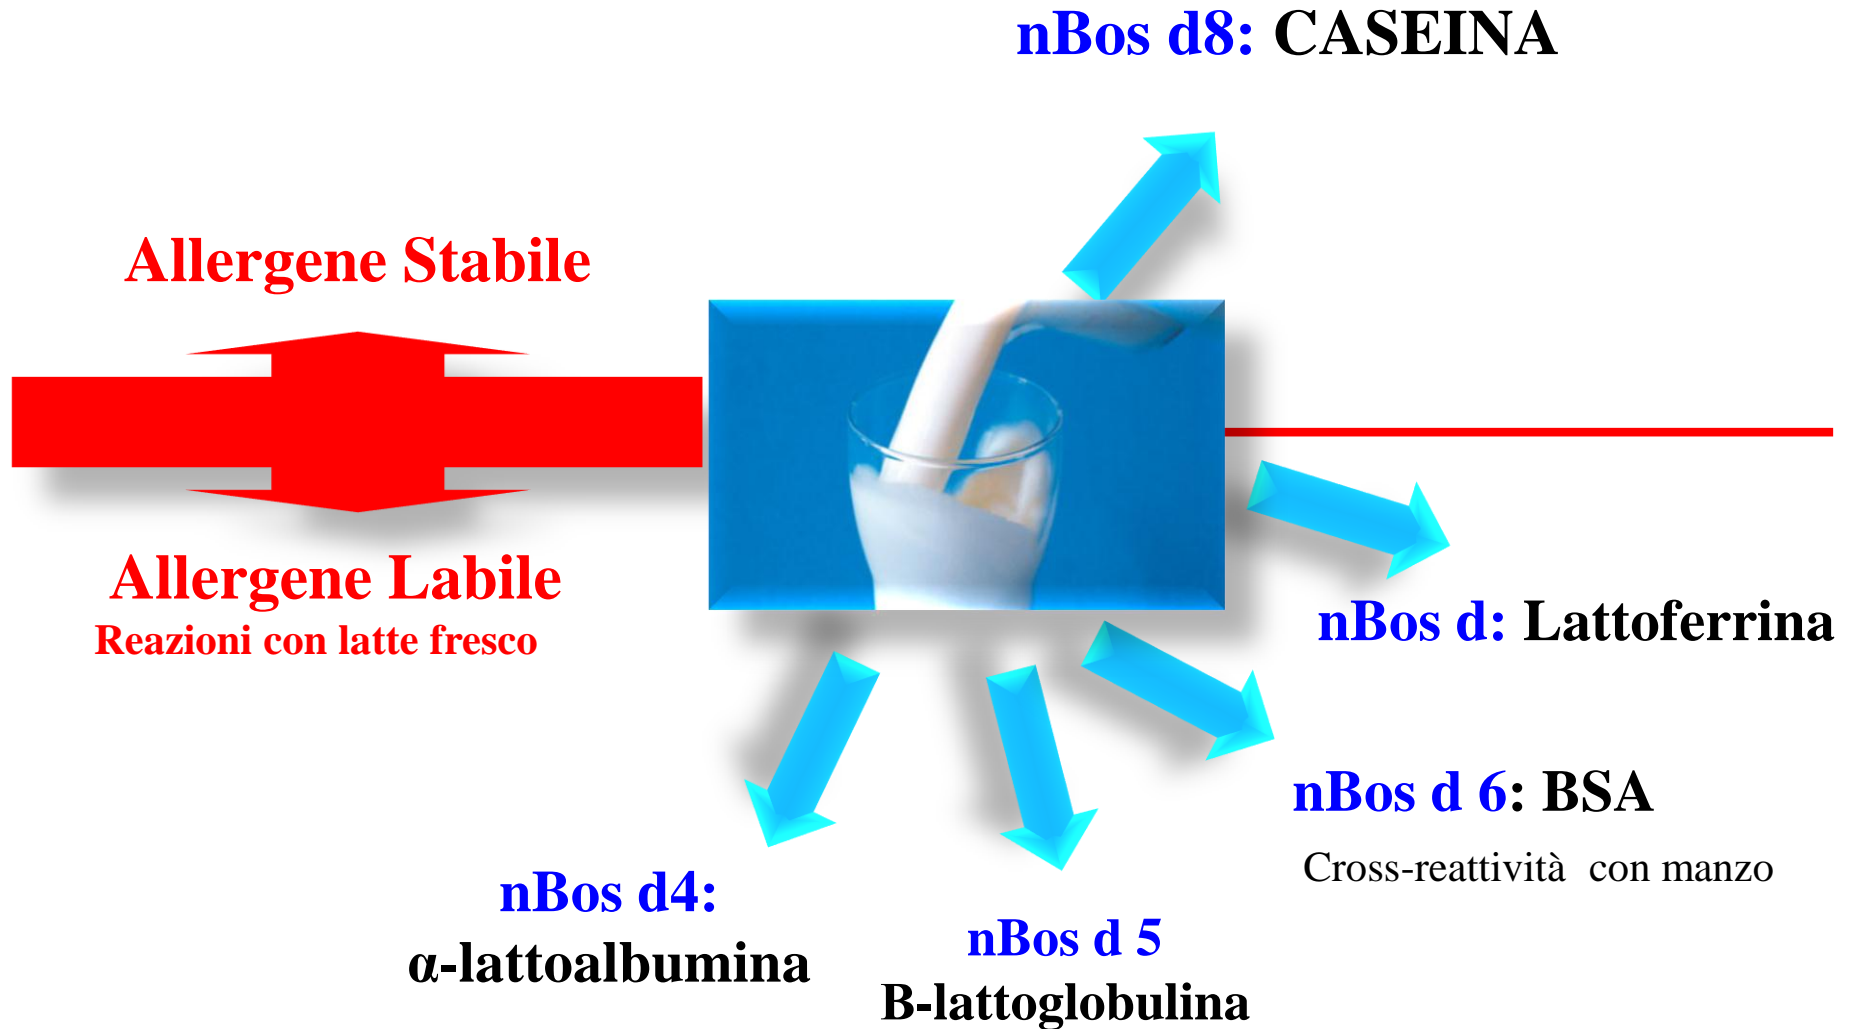 nBos d8: CASEINA
Allergene Stabile
Allergene Labile
Reazioni con latte fresco
nBos d: Lattoferrina
nBos d 6: BSA
Cross-reattività con manzo
nBos d4:
α-lattoalbumina
nBos d 5
B-lattoglobulina